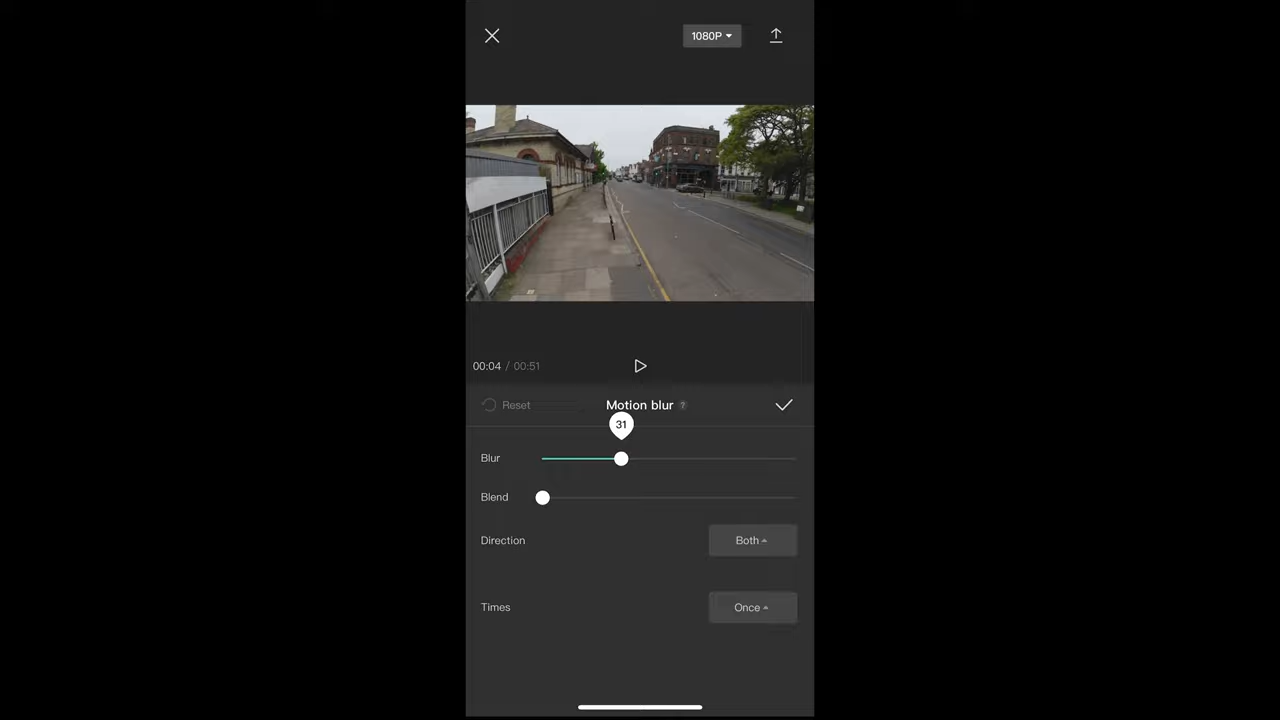 1080P
00:04 / 00:51
Reset
Motion blur ?
31
Blur
Blend
Direction
Both
Times
Once